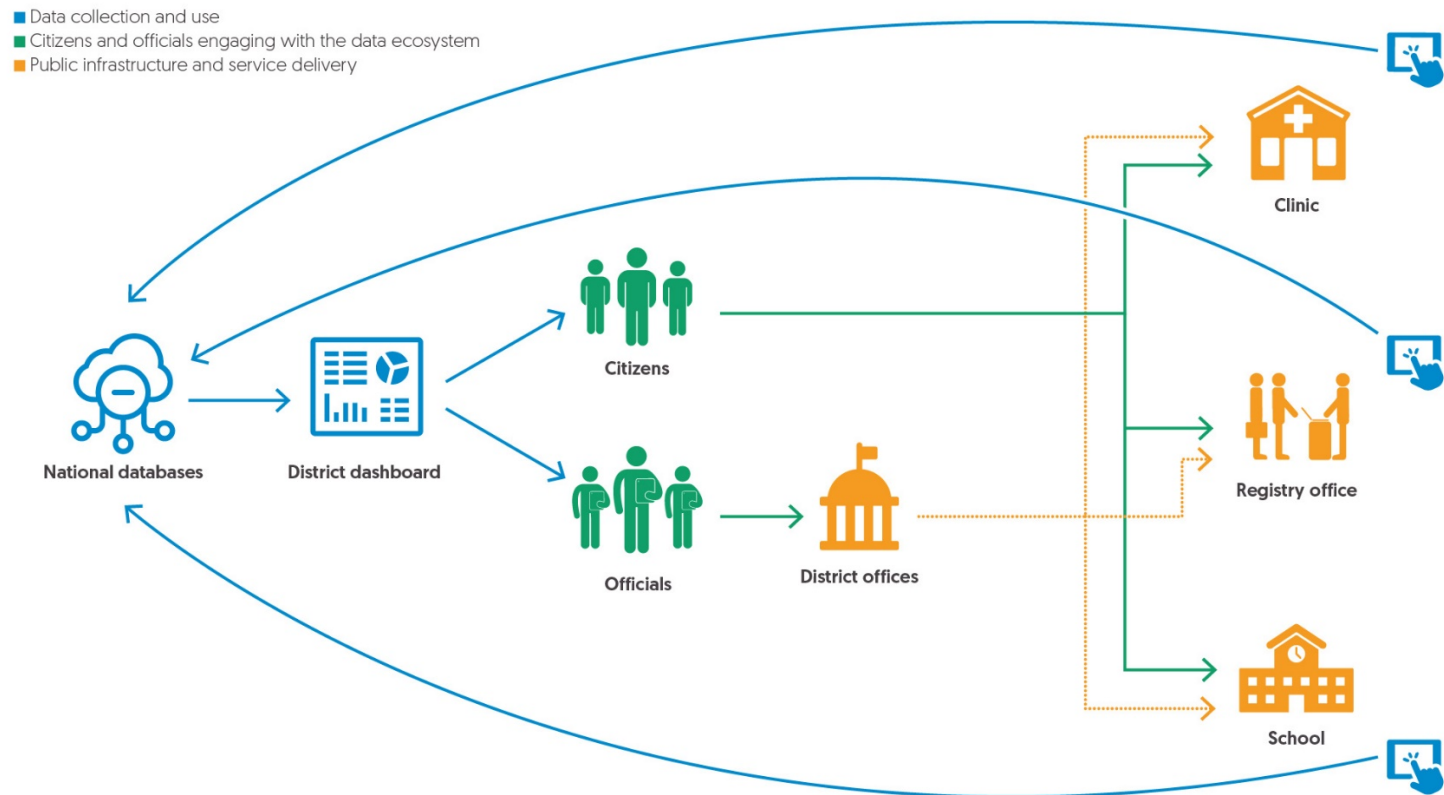 Data collection and use
Citizens and officials engaging with the data ecosystem
Public infrastructure and service delivery
Clinic
Citizens
National databases
District dashboard
Registry office
Officials
District offices
School